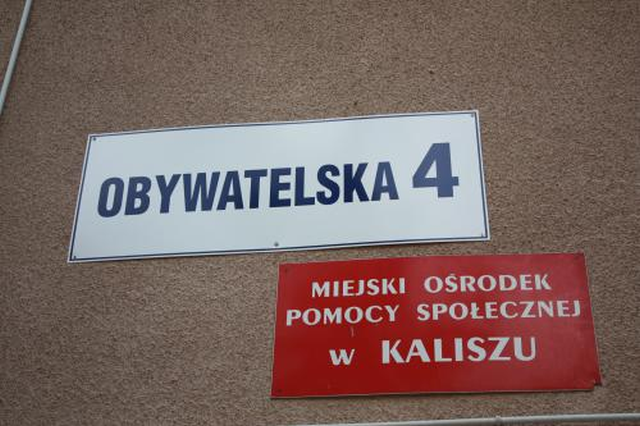 OBYWATELSKA 4
MIEJSKI OŚRODEK
POMOCY SPOŁECZNEJ
w KALISZU